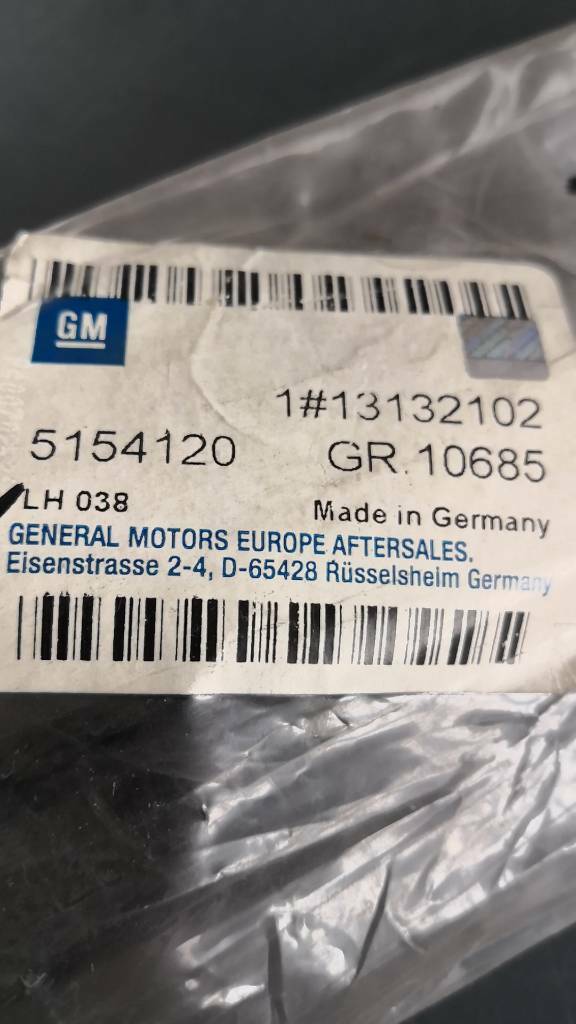 GM
1#13132102
5154120 GR.10685
LH 038 Made in Germany
GENERAL MOTORS EUROPE AFTERSALES.
Eisenstrasse 2-4, D-65428 Rüsselsheim Germany